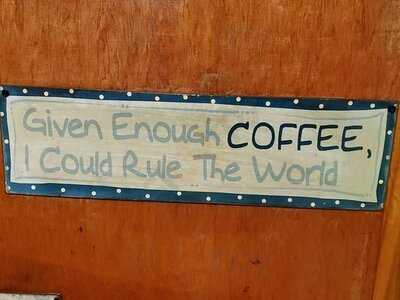 Given Enough COFFEE,
I Could Rule The World